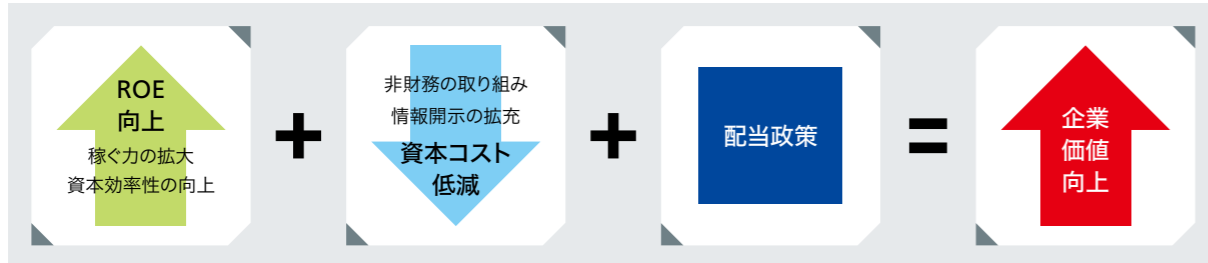 ROE
向上
稼ぐ力の拡大
資本効率性の向上
+
非財務の取り組み
情報開示の拡充
資本コスト
低減
+
配当政策
=
企業
価値
向上